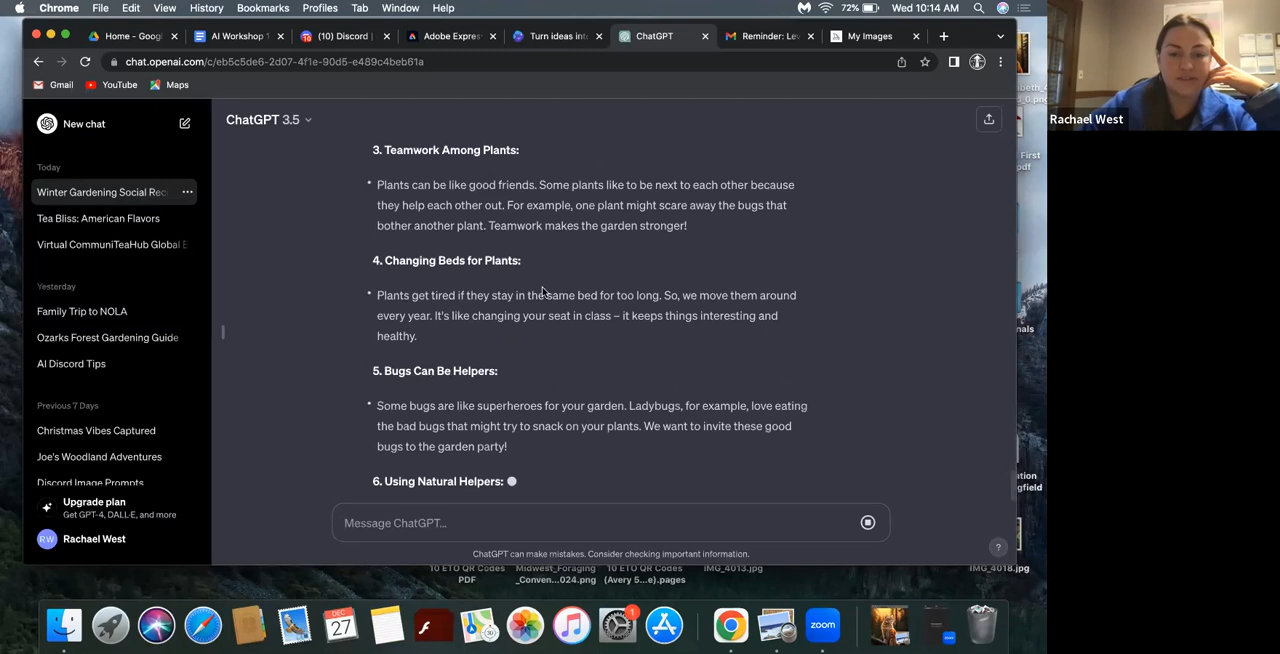 Chrome File Edit View History Bookmarks Profiles Tab Window Help
72% Wed 10:14 AM
Home - Googl
AI Workshop 1
(10) Discord |
Adobe Expres
Turn ideas int
ChatGPT
Gmail Reminder: Le
My Images
chat.openai.com/c/eb5c5de6-2d07-4f1e-90d5-e489c4beb61a
Gmail YouTube Maps
New chat
Today
Winter Gardening Social Rec
Tea Bliss: American Flavors
Virtual CommuniTeaHub Global E
Yesterday
Family Trip to NOLA
Ozarks Forest Gardening Guide
AI Discord Tips
Previous 7 Days
Christmas Vibes Captured
Joe's Woodland Adventures
Discord Image Prompts
Upgrade plan
Get GPT-4, DALL·E, and more
RW Rachael West
ChatGPT 3.5
3. Teamwork Among Plants:
• Plants can be like good friends. Some plants like to be next to each other because
they help each other out. For example, one plant might scare away the bugs that
bother another plant. Teamwork makes the garden stronger!
4. Changing Beds for Plants:
• Plants get tired if they stay in the same bed for too long. So, we move them around
every year. It's like changing your seat in class – it keeps things interesting and
healthy.
5. Bugs Can Be Helpers:
• Some bugs are like superheroes for your garden. Ladybugs, for example, love eating
the bad bugs that might try to snack on your plants. We want to invite these good
bugs to the garden party!
6. Using Natural Helpers:
Message ChatGPT...
ChatGPT can make mistakes. Consider checking important information.
?
Rachael West
10 ETO QR Codes
PDF
Midwest_Foraging
_Conven...024.png
10 ETO QR Codes
(Avery 5...e).pages
IMG_4013.jpg
IMG_4018.jpg
DEC
27
1
zoom